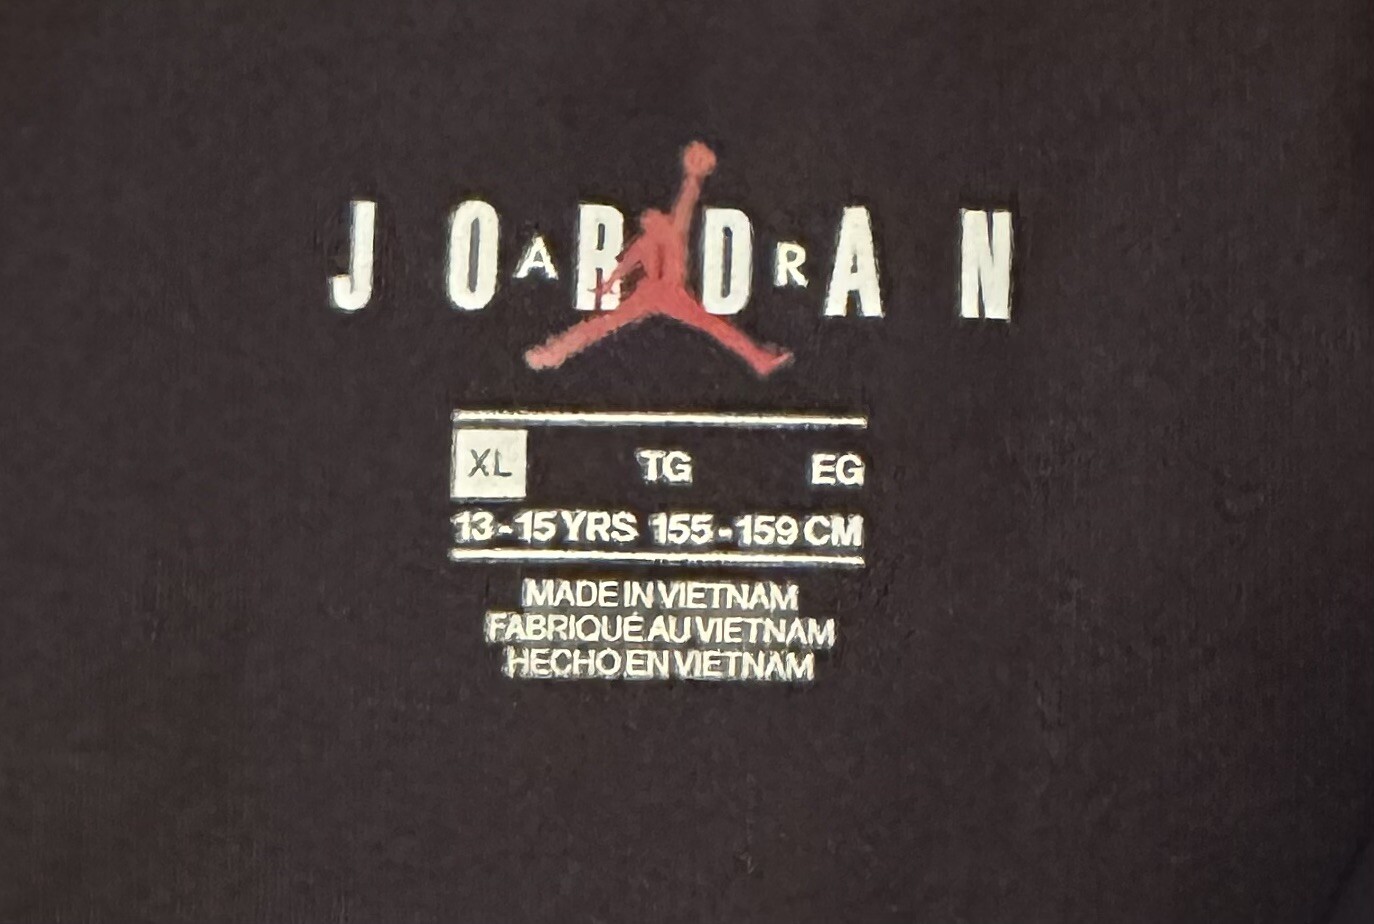 JORDAN
AR
XL TG EG
13-15 YRS 155-159 CM
MADE IN VIETNAM
FABRIQUÉ AU VIETNAM
HECHO EN VIETNAM